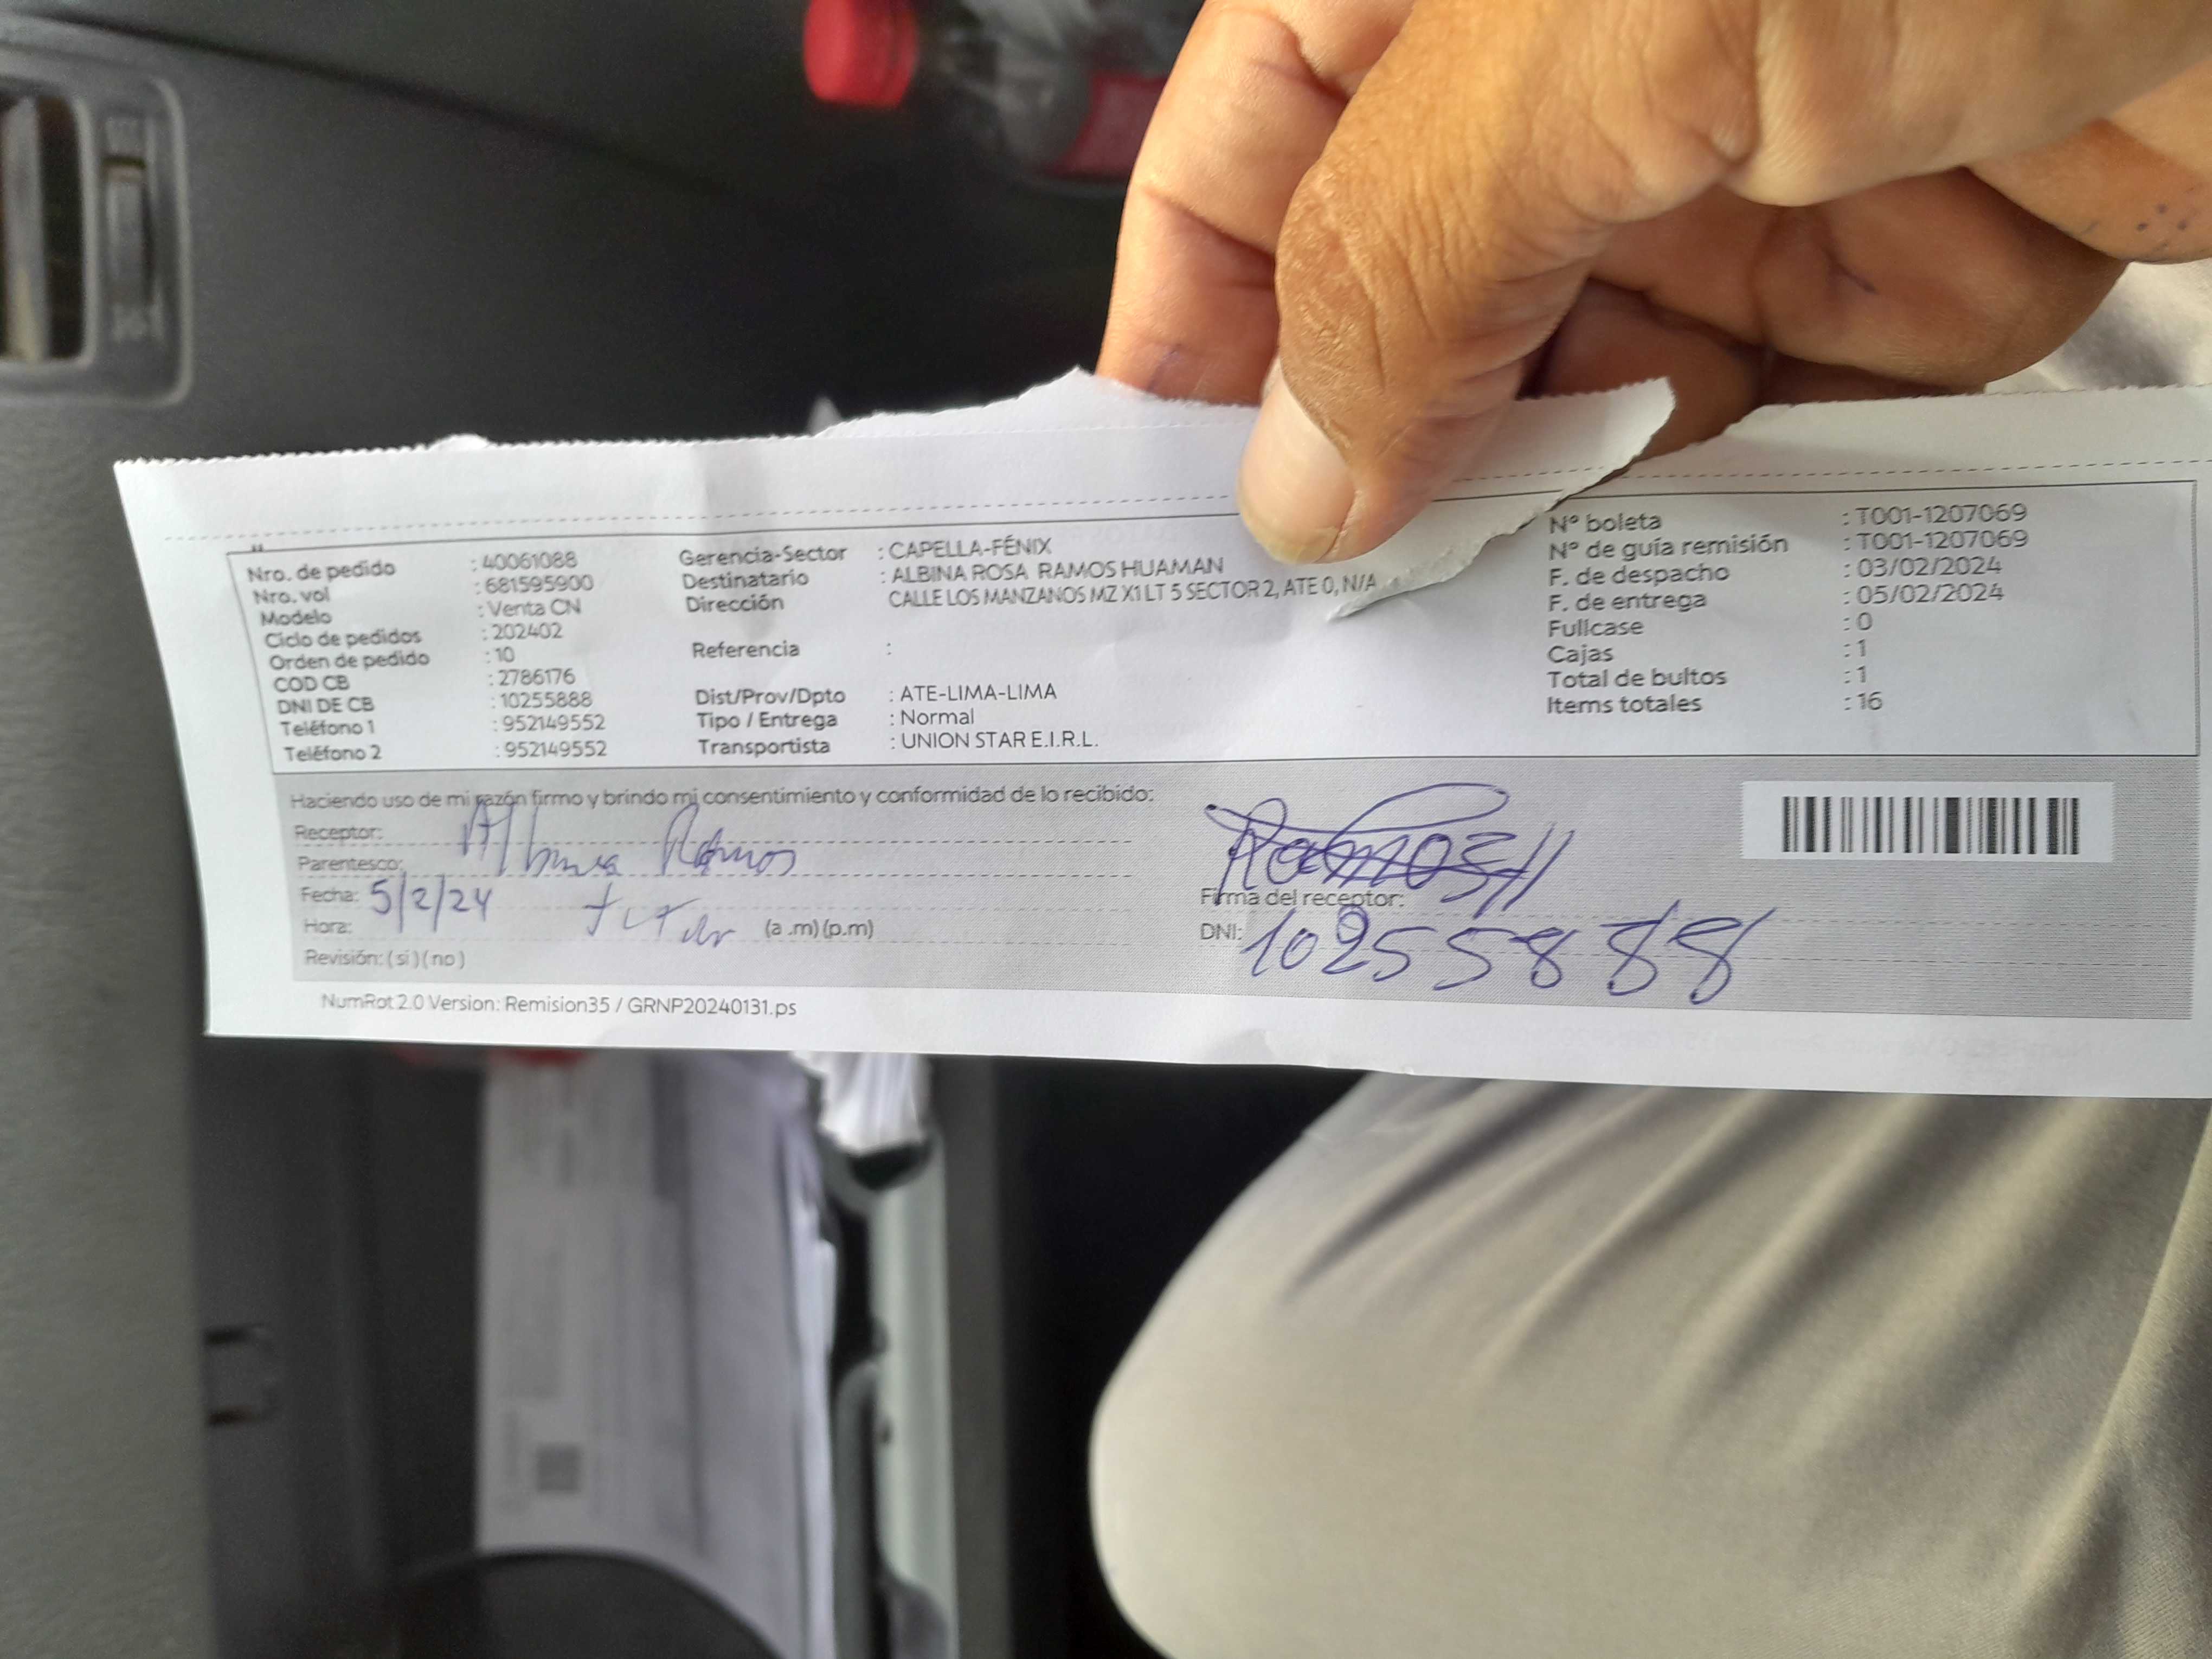 Nro. de pedido : 40061088
Nro. vol : 681595900
Modelo : Venta CN
Ciclo de pedidos : 202402
Orden de pedido : 10
COD CB : 2786176
DNI DE CB : 10255888
Teléfono 1 : 952149552
Teléfono 2 : 952149552
Gerencia-Sector : CAPELLA-FÉNIX
Destinatario : ALBINA ROSA RAMOS HUAMAN
Dirección CALLE LOS MANZANOS MZ X1 LT 5 SECTOR 2, ATE 0, N/A
Referencia :
Dist/Prov/Dpto : ATE-LIMA-LIMA
Tipo / Entrega : Normal
Transportista : UNION STAR E.I.R.L.
N° boleta : T001-1207069
N° de guía remisión : T001-1207069
F. de despacho : 03/02/2024
F. de entrega : 05/02/2024
Fullcase : 0
Cajas : 1
Total de bultos : 1
Items totales : 16
Haciendo uso de mi razón firmo y brindo mi consentimiento y conformidad de lo recibido:
Receptor: Albina Ramos
Parentesco:
Fecha: 5/2/24 titular
Hora: (a .m) (p.m)
Revisión: ( si ) ( no )
RamosH
Firma del receptor:
DNI: 10255888
NumRot 2.0 Version: Remision35 / GRNP20240131.ps